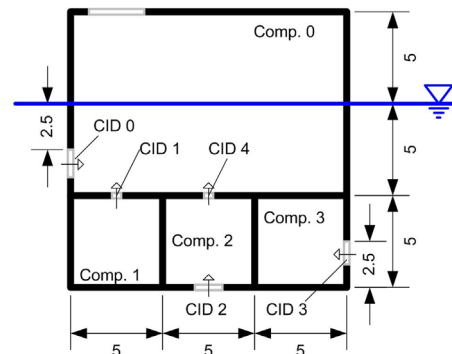 Comp. 0
5
2.5
CID 0
CID 1
CID 4
5
Comp. 3
Comp. 2
5
2.5
Comp. 1
CID 2
CID 3
5
5
5